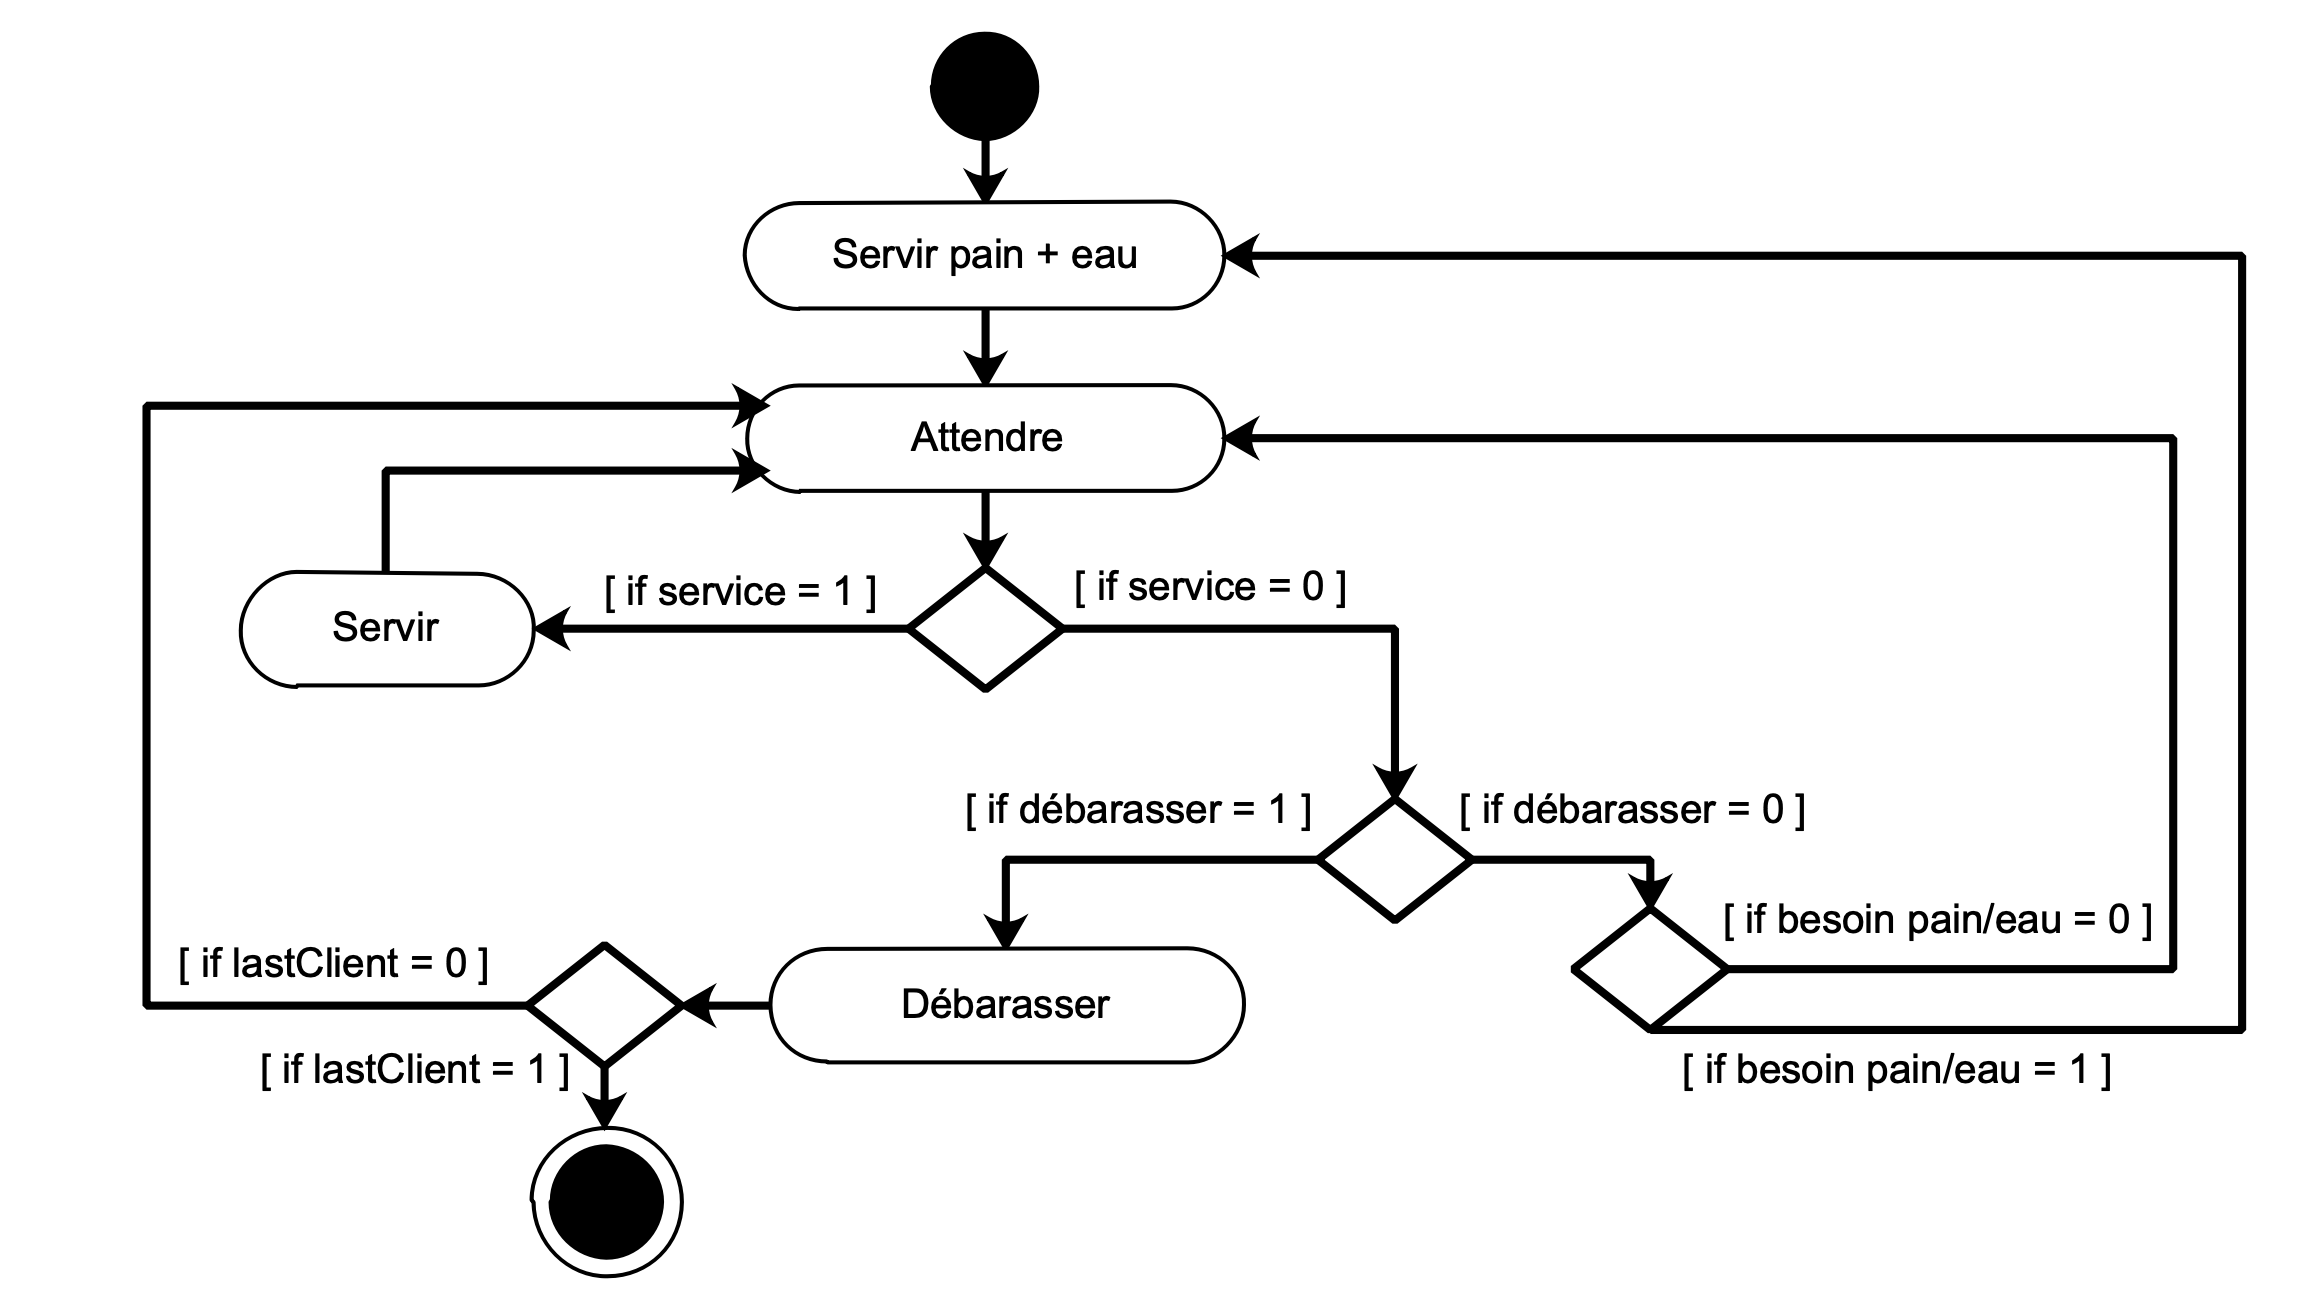 Servir pain + eau
Attendre
[ if service = 1 ]
[ if service = 0 ]
Servir
[ if débarasser = 1 ]
[ if débarasser = 0 ]
[ if besoin pain/eau = 0 ]
[ if lastClient = 0 ]
Débarasser
[ if lastClient = 1 ]
[ if besoin pain/eau = 1 ]